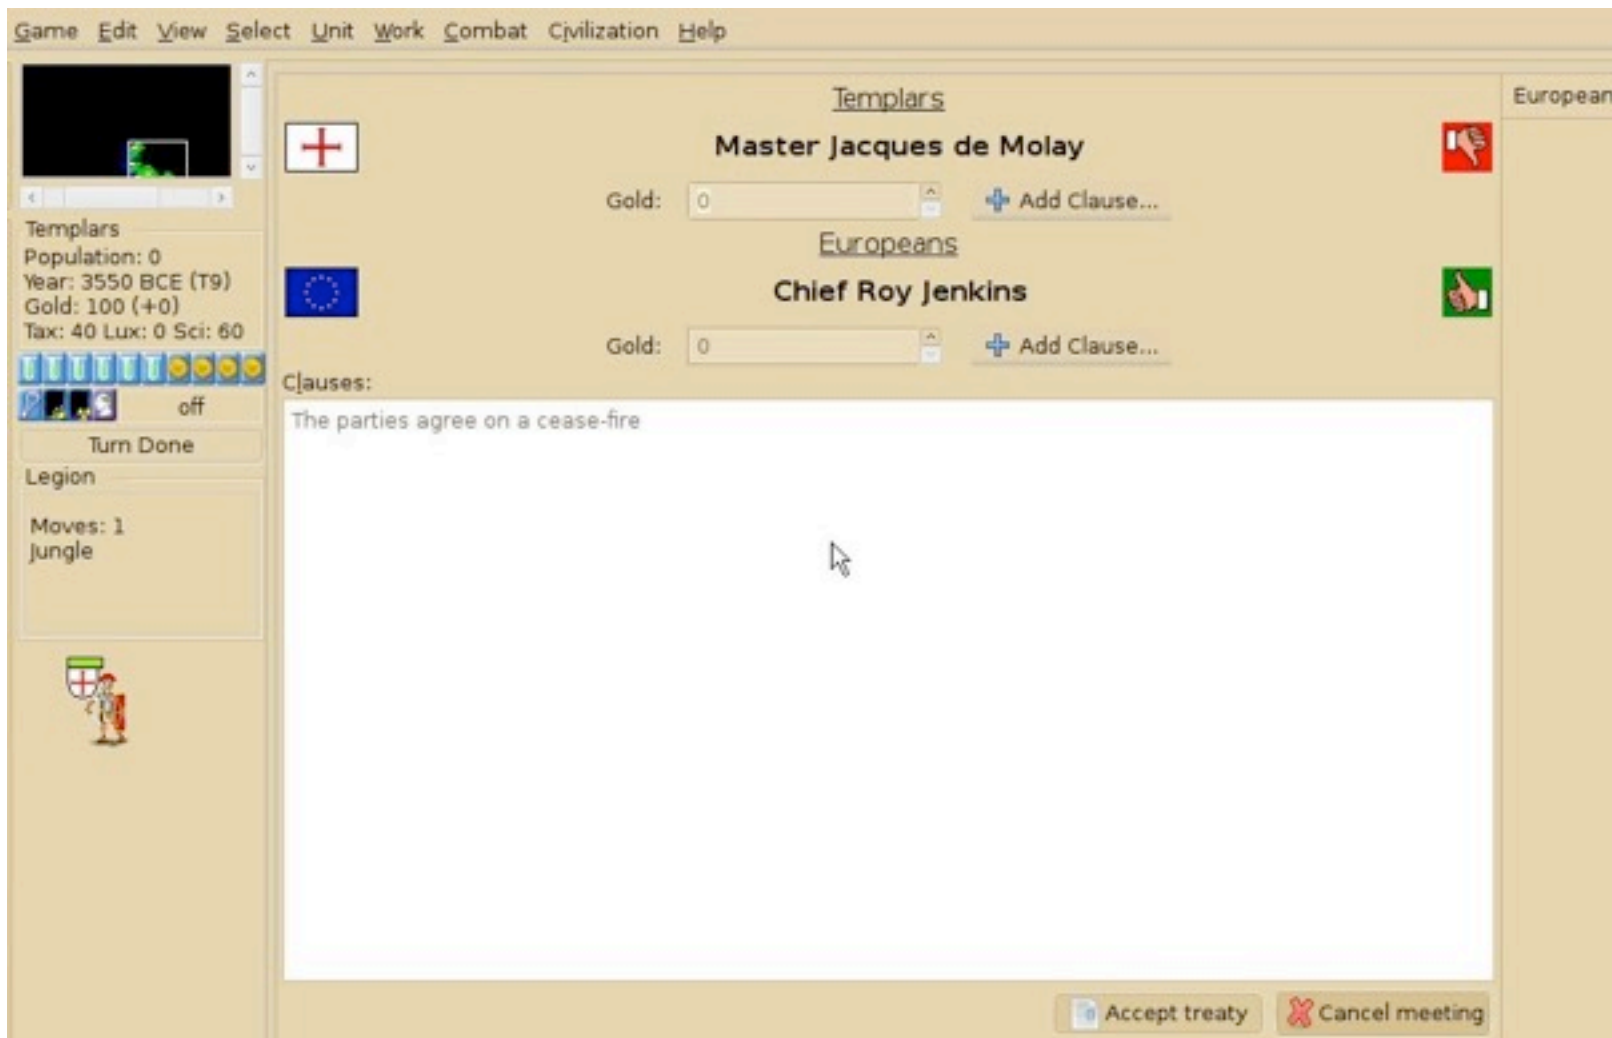 Game Edit View Select Unit Work Combat Civilization Help
Templars
European
Master Jacques de Molay
Gold: 0 Add Clause...
Europeans
Chief Roy Jenkins
Gold: 0 Add Clause...
Clauses:
The parties agree on a cease-fire
Accept treaty Cancel meeting
Templars
Population: 0
Year: 3550 BCE (T9)
Gold: 100 (+0)
Tax: 40 Lux: 0 Sci: 60
off
Turn Done
Legion
Moves: 1
Jungle